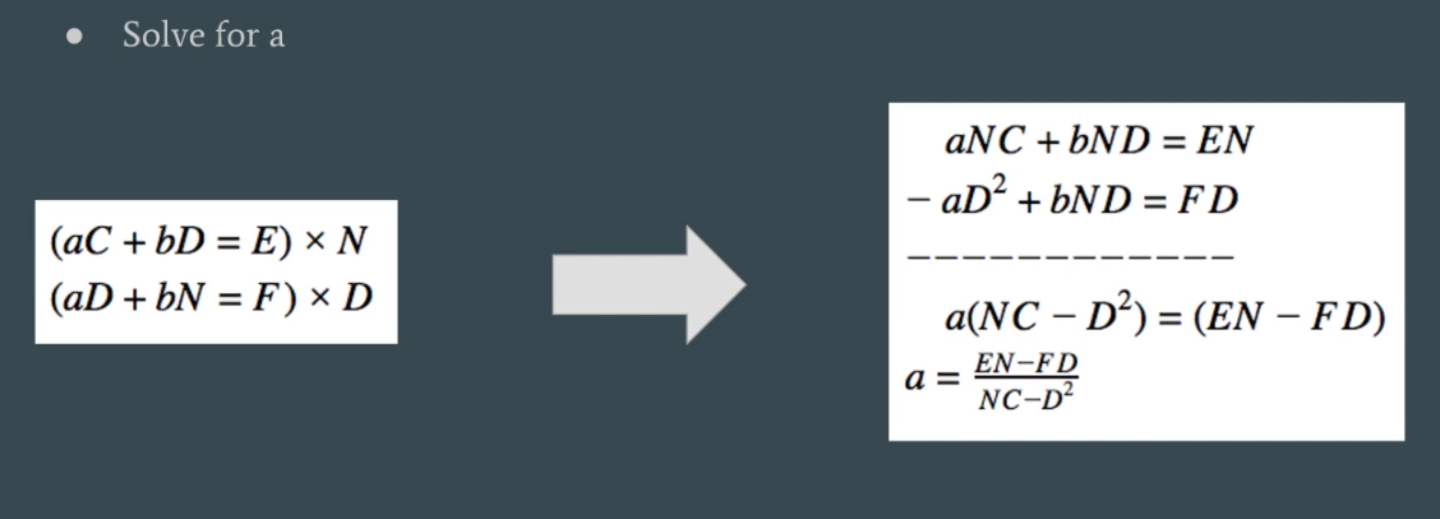 ● Solve for a
(aC + bD = E) × N
(aD + bN = F) × D
aNC + bND = EN
− aD² + bND = FD
−−−−−−−−−−−−
a(NC − D²) = (EN − FD)
a = EN−FD
NC−D²